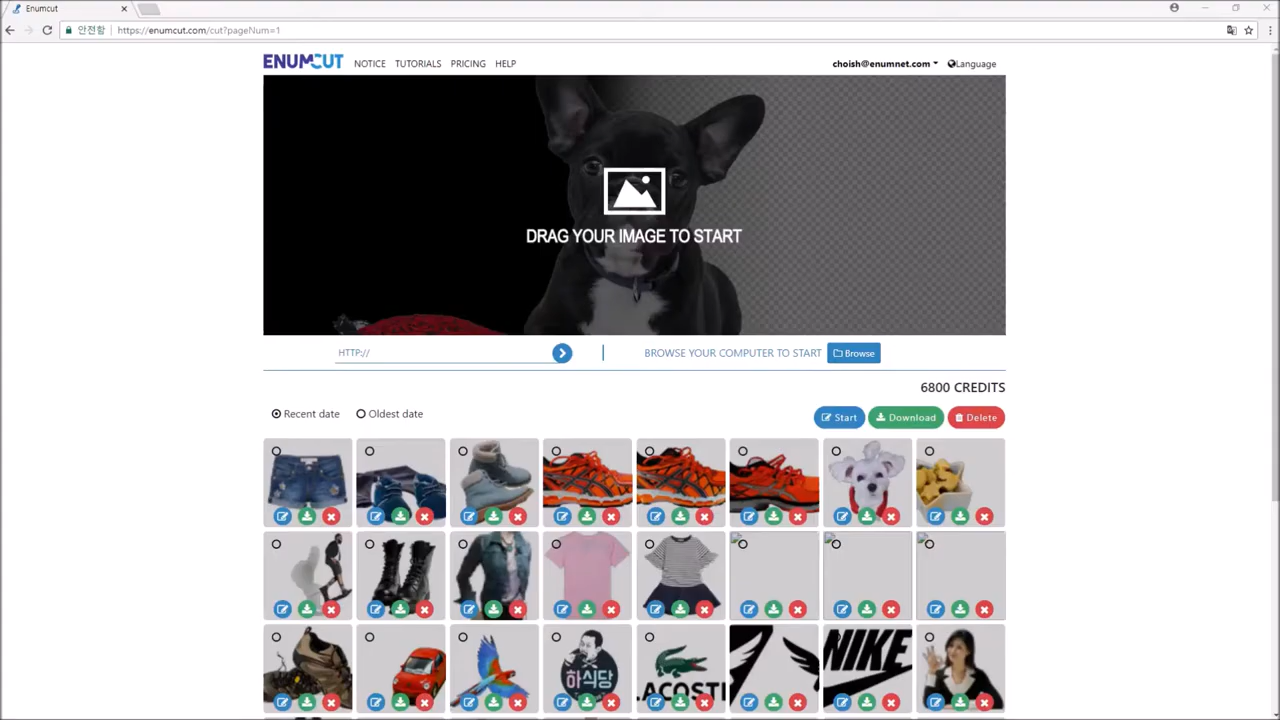 Enumcut
안전함 https://enumcut.com/cut?pageNum=1
ENUMCUT NOTICE TUTORIALS PRICING HELP choish@enumnet.com Language
DRAG YOUR IMAGE TO START
HTTP:// BROWSE YOUR COMPUTER TO START Browse
6800 CREDITS
Recent date Oldest date Start Download Delete
하식당 LACOSTE NIKE